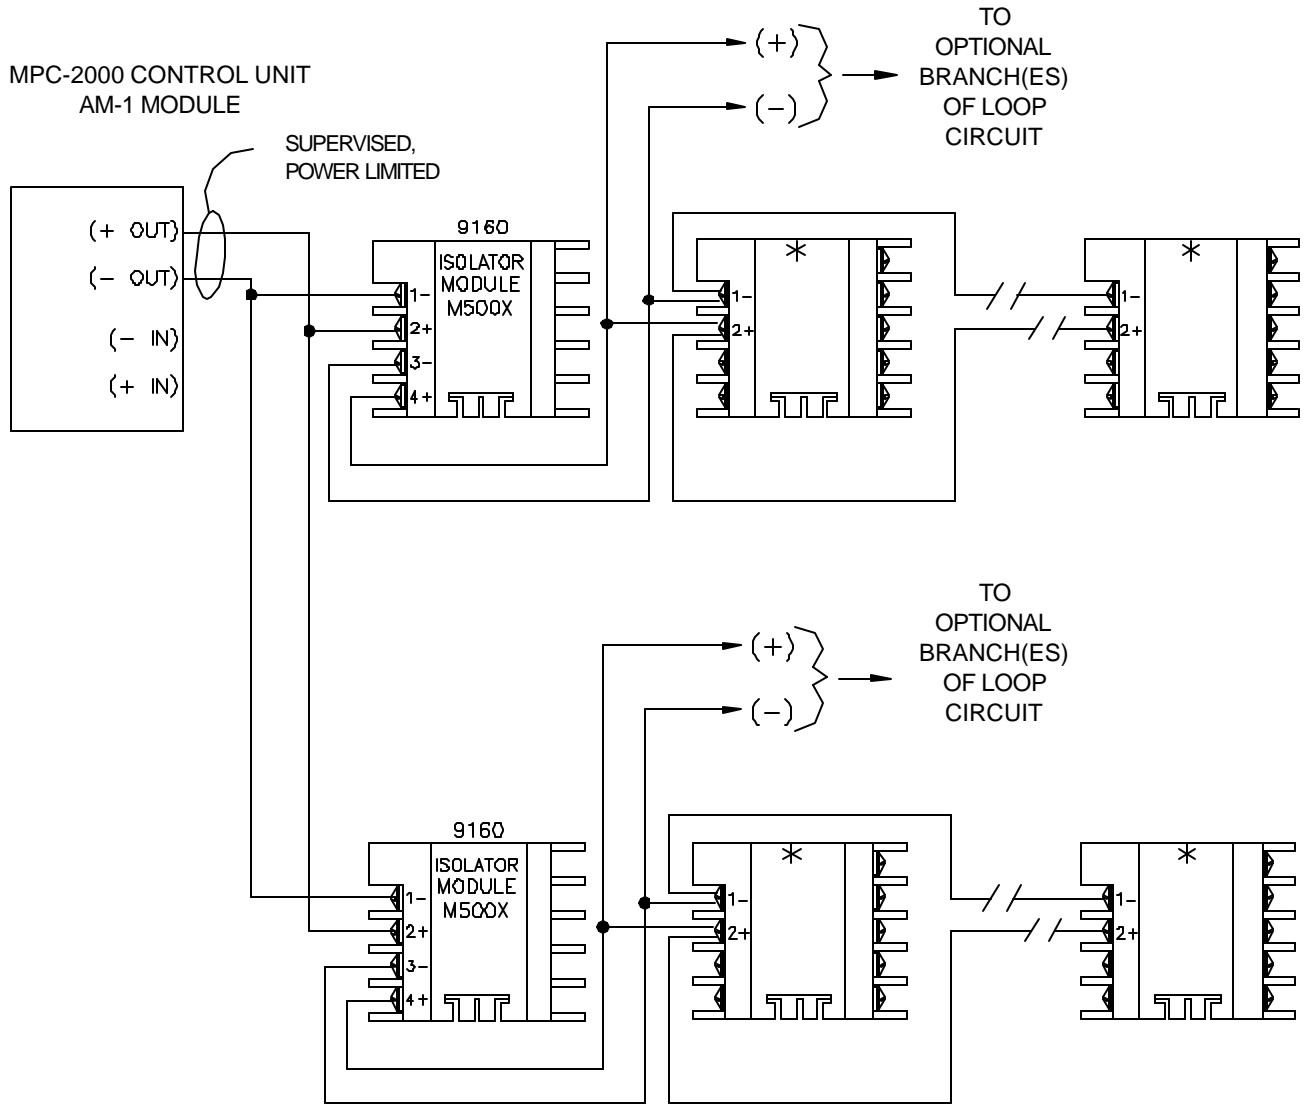 TO
OPTIONAL
BRANCH(ES)
OF LOOP
CIRCUIT
(+)
(-)
MPC-2000 CONTROL UNIT
AM-1 MODULE
SUPERVISED,
POWER LIMITED
(+ OUT)
(- OUT)
(- IN)
(+ IN)
9160
ISOLATOR
MODULE
M500X
1-
2+
3-
4+
*
1-
2+
*
1-
2+
TO
OPTIONAL
BRANCH(ES)
OF LOOP
CIRCUIT
(+)
(-)
9160
ISOLATOR
MODULE
M500X
1-
2+
3-
4+
*
1-
2+
*
1-
2+